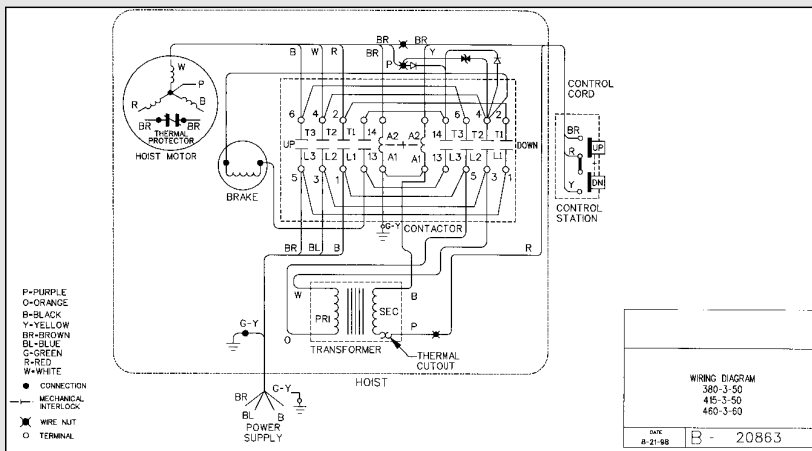 BR BR
B W R BR Y
P
W
P
R B
BR BR
THERMAL
PROTECTOR
HOIST MOTOR
6 4 2 6 4 2
T3 T2 T1 14 A2 A2 14 T3 T2 T1
UP DOWN
L3 L2 L1 13 A1 A1 13 L3 L2 L1
5 3 1 5 3 1
BRAKE
G-Y CONTACTOR
CONTROL
CORD
BR UP
R
Y DN
CONTROL
STATION
BR BL B R
W B
PRI SEC
O P
TRANSFORMER
THERMAL
CUTOUT
HOIST
G-Y
G-Y
BR
BL B
POWER
SUPPLY
P-PURPLE
O-ORANGE
B-BLACK
Y-YELLOW
BR-BROWN
BL-BLUE
G-GREEN
R-RED
W-WHITE
CONNECTION
MECHANICAL
INTERLOCK
WIRE NUT
TERMINAL
WIRING DIAGRAM
380-3-50
415-3-50
460-3-60
DATE
8-21-98
B - 20863